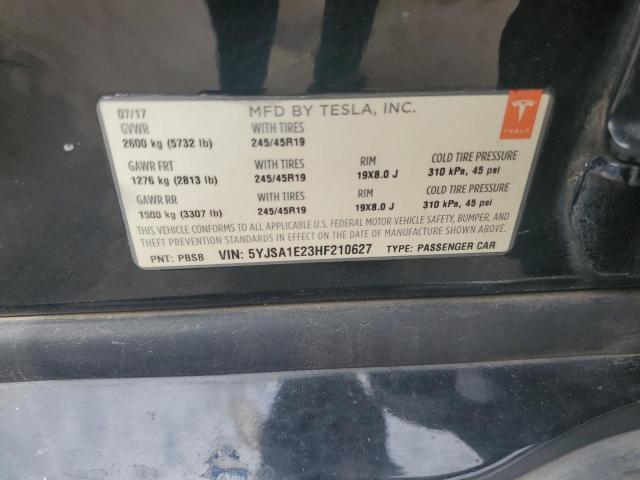 07/17 MFD BY TESLA, INC.
GVWR WITH TIRES
2600 kg (5732 lb) 245/45R19
GAWR FRT WITH TIRES RIM COLD TIRE PRESSURE
1276 kg (2813 lb) 245/45R19 19X8.0 J 310 kPa, 45 psi
GAWR RR WITH TIRES RIM COLD TIRE PRESSURE
1500 kg (3307 lb) 245/45R19 19X8.0 J 310 kPa, 45 psi
THIS VEHICLE CONFORMS TO ALL APPLICABLE U.S. FEDERAL MOTOR VEHICLE SAFETY, BUMPER, AND
THEFT PREVENTION STANDARDS IN EFFECT ON THE DATE OF MANUFACTURE SHOWN ABOVE.
PNT: PBSB VIN: 5YJSA1E23HF210627 TYPE: PASSENGER CAR
TESLA